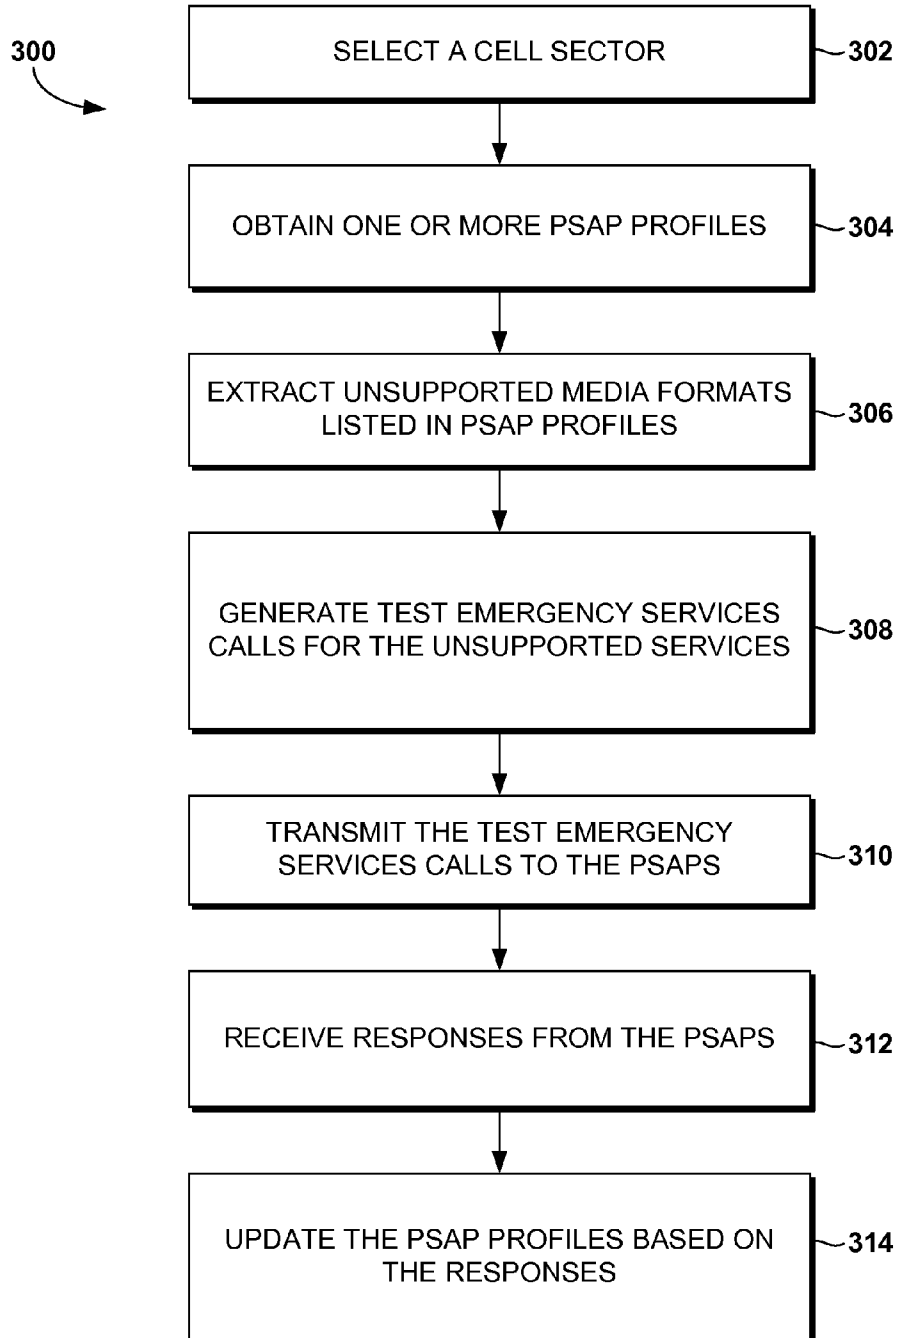 300
SELECT A CELL SECTOR
302
OBTAIN ONE OR MORE PSAP PROFILES
304
EXTRACT UNSUPPORTED MEDIA FORMATS
LISTED IN PSAP PROFILES
306
GENERATE TEST EMERGENCY SERVICES
CALLS FOR THE UNSUPPORTED SERVICES
308
TRANSMIT THE TEST EMERGENCY
SERVICES CALLS TO THE PSAPS
310
RECEIVE RESPONSES FROM THE PSAPS
312
UPDATE THE PSAP PROFILES BASED ON
THE RESPONSES
314